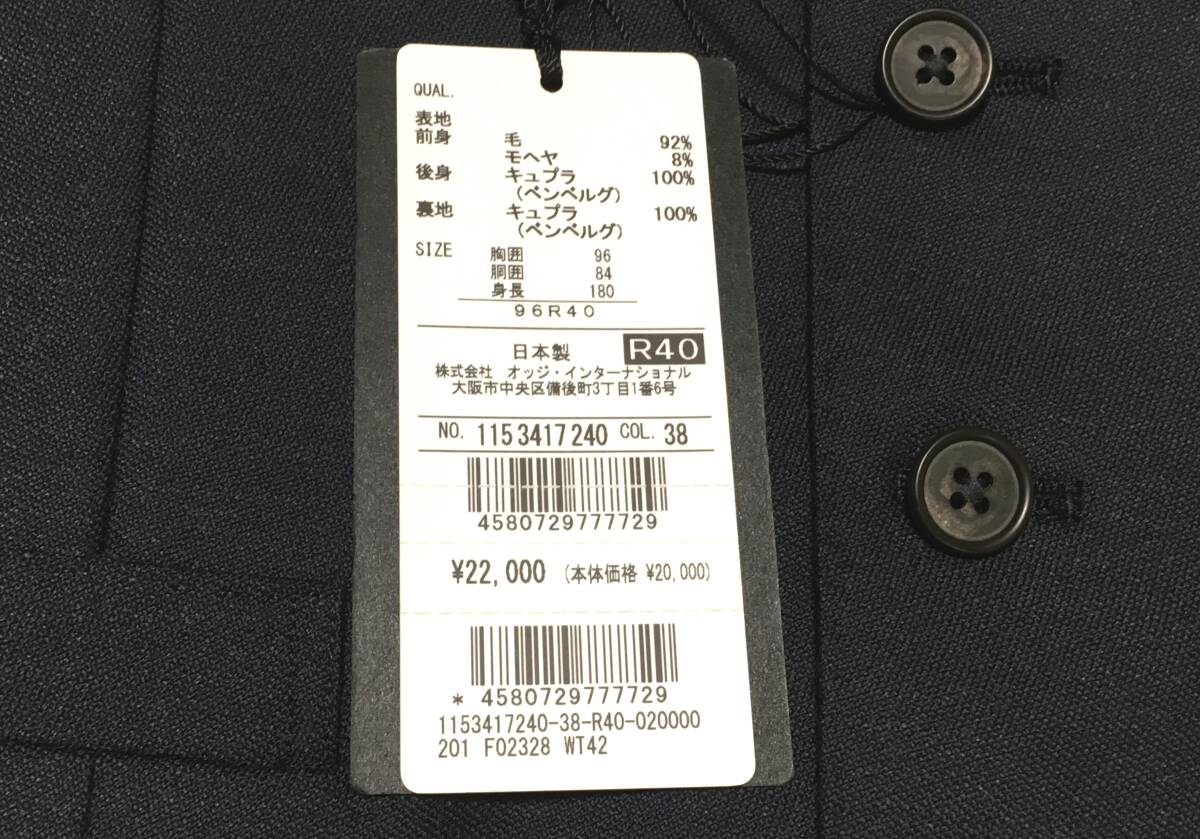 QUAL.
表地
前身 毛 92%
モヘヤ 8%
後身 キュプラ 100%
(ベンベルグ)
裏地 キュプラ 100%
(ベンベルグ)
SIZE 胸囲 96
胴囲 84
身長 180
96R40
日本製 R40
株式会社 オッジ・インターナショナル
大阪市中央区備後町3丁目1番6号
NO. 1153417240 COL. 38
4580729777729
¥22,000 (本体価格 ¥20,000)
* 4580729777729
1153417240-38-R40-020000
201 F02328 WT42